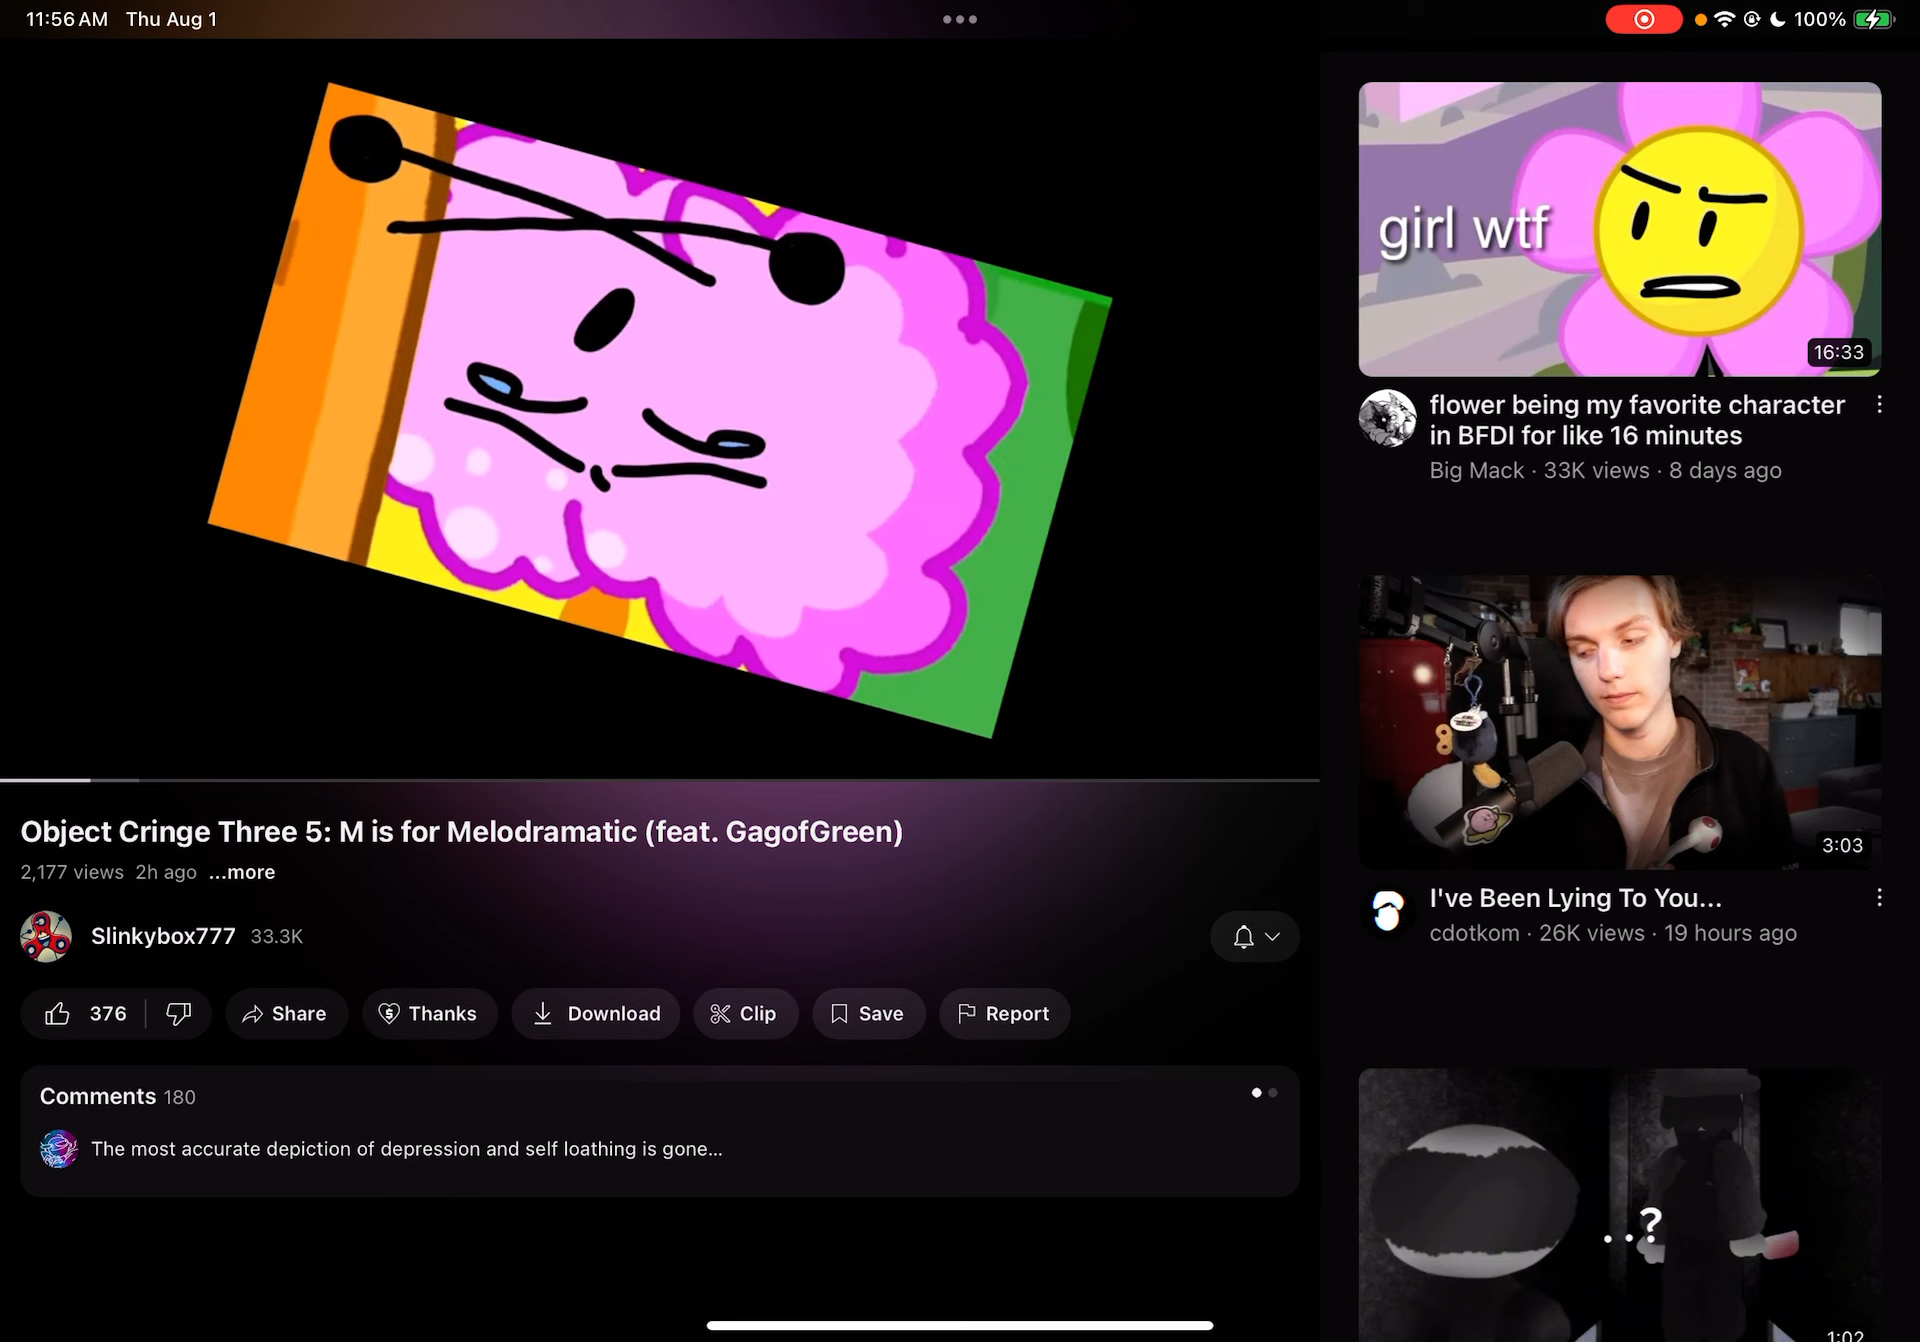 11:56 AM Thu Aug 1
100%
girl wtf
16:33
flower being my favorite character
in BFDI for like 16 minutes
Big Mack · 33K views · 8 days ago
3:03
I've Been Lying To You...
cdotkom · 26K views · 19 hours ago
..?
1:02
Object Cringe Three 5: M is for Melodramatic (feat. GagofGreen)
2,177 views 2h ago ...more
Slinkybox777 33.3K
376 Share Thanks Download Clip Save Report
Comments 180
The most accurate depiction of depression and self loathing is gone...